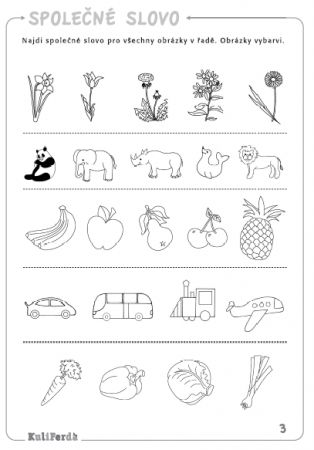 SPOLEČNÉ SLOVO
Najdi společné slovo pro všechny obrázky v řadě. Obrázky vybarvi.
3
KuliFerda